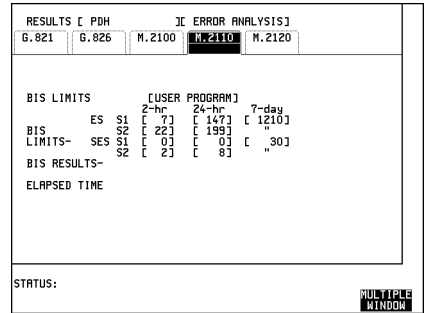 RESULTS [ PDH ][ ERROR ANALYSIS]
G.821 G.826 M.2100 M.2110 M.2120
BIS LIMITS [USER PROGRAM]
2-hr 24-hr 7-day
ES S1 [ 7] [ 147] [ 1210]
BIS S2 [ 22] [ 199] "
LIMITS- SES S1 [ 0] [ 0] [ 30]
S2 [ 2] [ 8] "
BIS RESULTS-
ELAPSED TIME
STATUS:
MULTIPLE
WINDOW